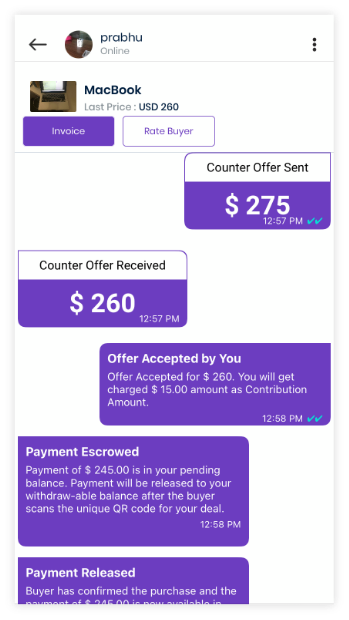 prabhu
Online
MacBook
Last Price : USD 260
Invoice
Rate Buyer
Counter Offer Sent
$ 275
12:57 PM
Counter Offer Received
$ 260
12:57 PM
Offer Accepted by You
Offer Accepted for $ 260. You will get
charged $ 15.00 amount as Contribution
Amount.
12:58 PM
Payment Escrowed
Payment of $ 245.00 is in your pending
balance. Payment will be released to your
withdraw-able balance after the buyer
scans the unique QR code for your deal.
12:58 PM
Payment Released
Buyer has confirmed the purchase and the
payment of $ 245.00 is now available in